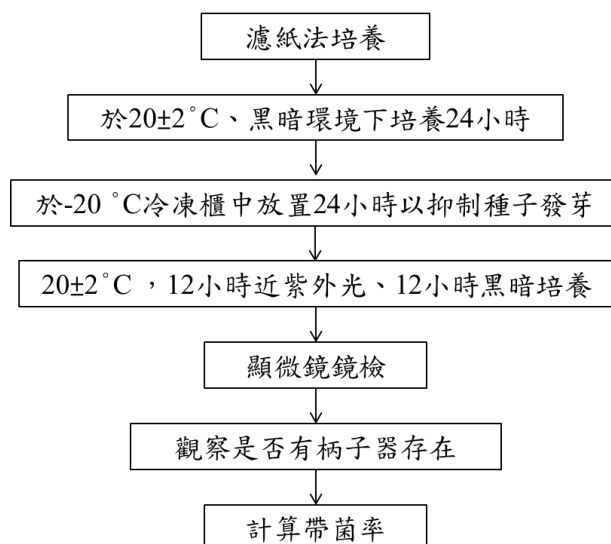 濾紙法培養
於20±2˚C、黑暗環境下培養24小時
於-20 ˚C冷凍櫃中放置24小時以抑制種子發芽
20±2˚C ，12小時近紫外光、12小時黑暗培養
顯微鏡鏡檢
觀察是否有柄子器存在
計算帶菌率